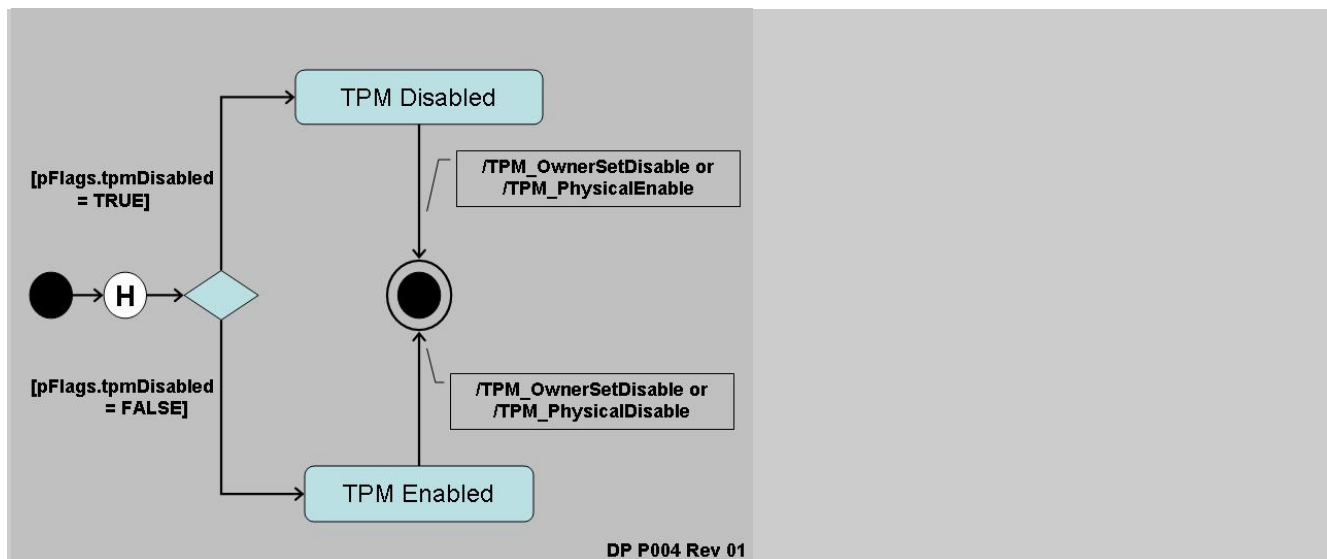 TPM Disabled
/TPM_OwnerSetDisable or
/TPM_PhysicalEnable
[pFlags.tpmDisabled
= TRUE]
H
[pFlags.tpmDisabled
= FALSE]
/TPM_OwnerSetDisable or
/TPM_PhysicalDisable
TPM Enabled
DP P004 Rev 01